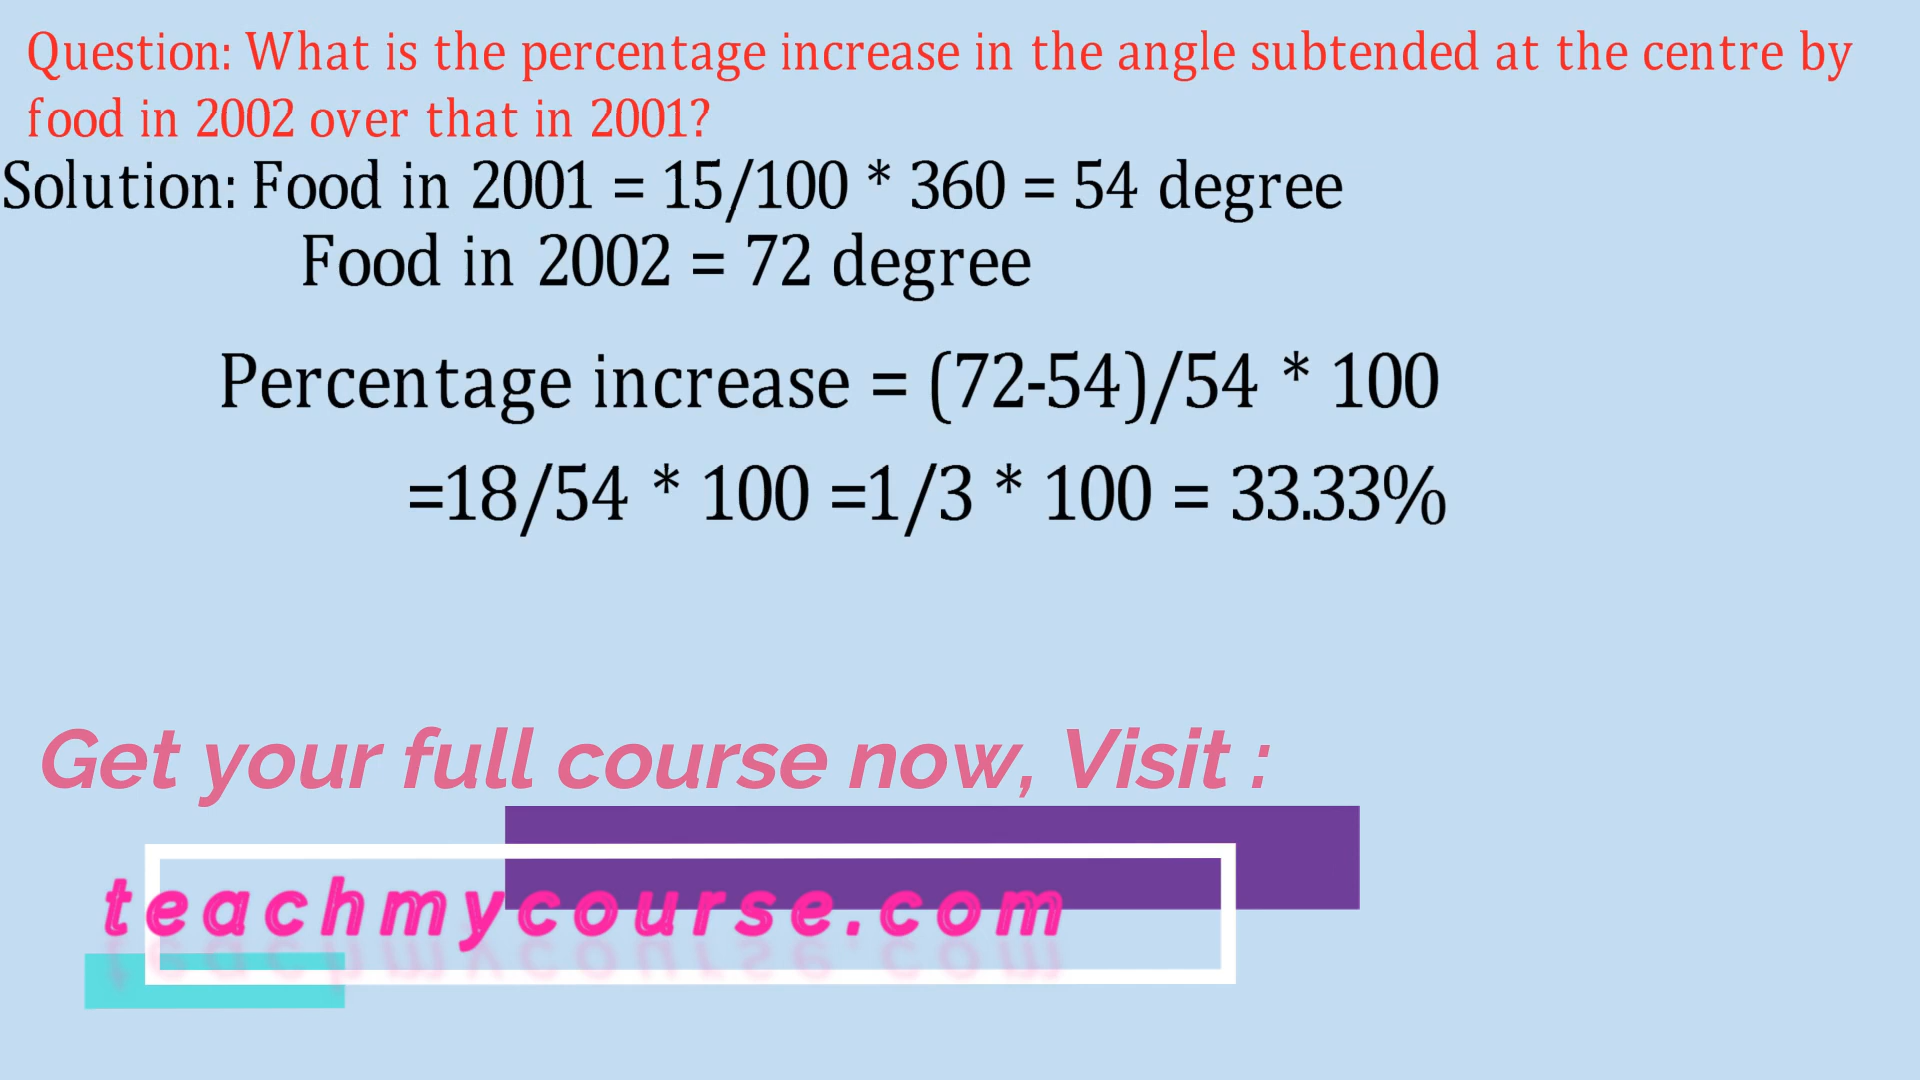 Question: What is the percentage increase in the angle subtended at the centre by
food in 2002 over that in 2001?
Solution: Food in 2001 = 15/100 * 360 = 54 degree
Food in 2002 = 72 degree
Percentage increase = (72-54)/54 * 100
=18/54 * 100 =1/3 * 100 = 33.33%
Get your full course now, Visit :
teachmycourse.com